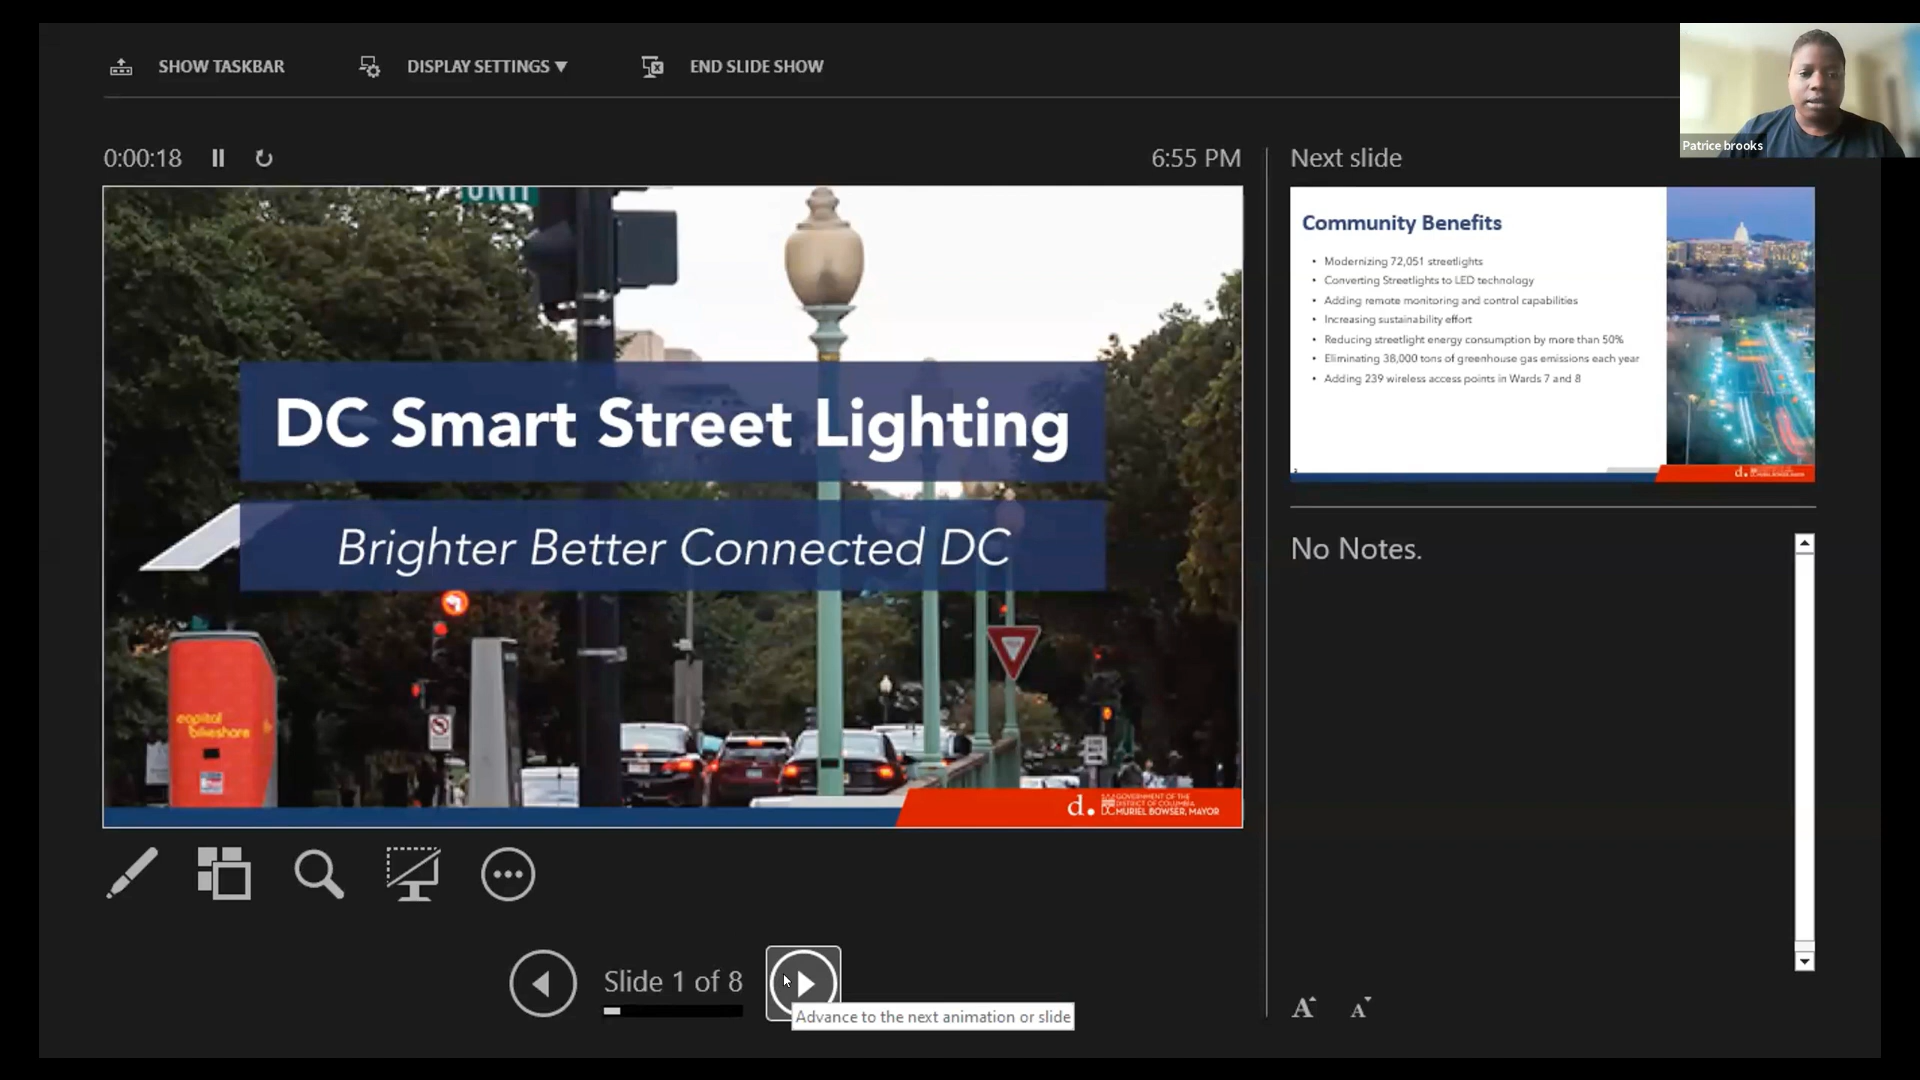 SHOW TASKBAR
DISPLAY SETTINGS
END SLIDE SHOW
Patrice brooks
0:00:18
6:55 PM
Next slide
UNIT
DC Smart Street Lighting
Brighter Better Connected DC
capital
bikeshare
d.
GOVERNMENT OF THE
DISTRICT OF COLUMBIA
DC MURIEL BOWSER, MAYOR
Community Benefits
• Modernizing 72,051 streetlights
• Converting Streetlights to LED technology
• Adding remote monitoring and control capabilities
• Increasing sustainability effort
• Reducing streetlight energy consumption by more than 50%
• Eliminating 38,000 tons of greenhouse gas emissions each year
• Adding 239 wireless access points in Wards 7 and 8
d.
No Notes.
Slide 1 of 8
Advance to the next animation or slide
A A